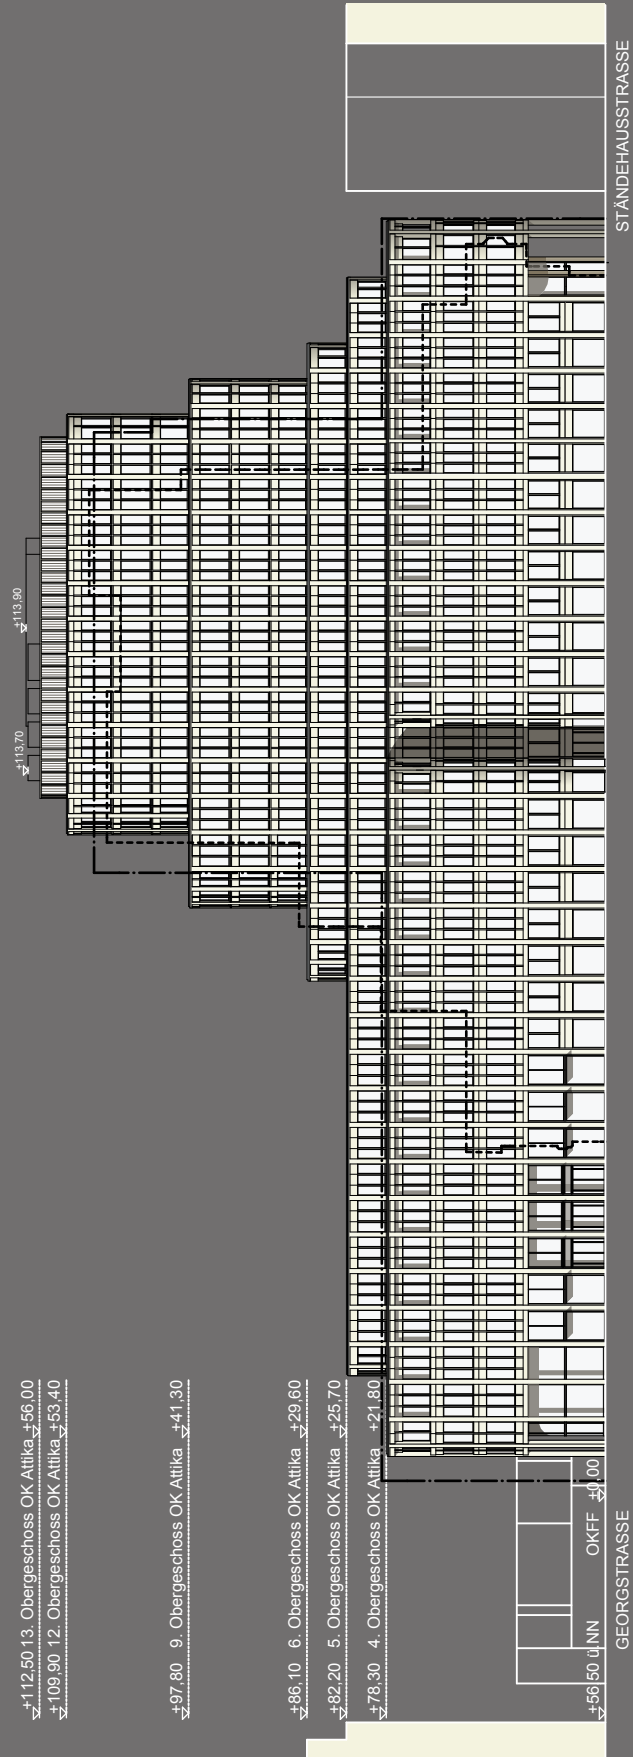 +113,70
+113,90
+112,50 13. Obergeschoss OK Attika +56,00
+109,90 12. Obergeschoss OK Attika +53,40
+97,80 9. Obergeschoss OK Attika +41,30
+86,10 6. Obergeschoss OK Attika +29,60
+82,20 5. Obergeschoss OK Attika +25,70
+78,30 4. Obergeschoss OK Attika +21,80
+56,50 ü.NN OKFF ±0,00
GEORGSTRASSE
STÄNDEHAUSSTRASSE